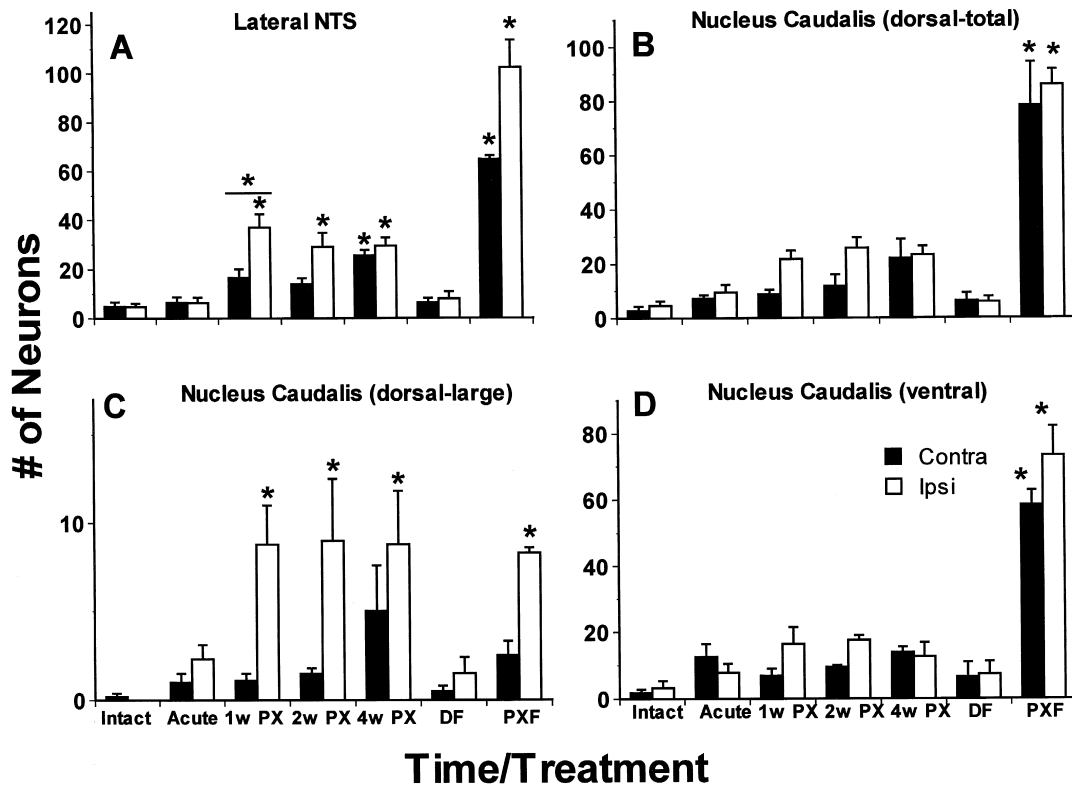 A
Lateral NTS
120
100
80
60
40
20
0
* * * * * * * *
B
Nucleus Caudalis (dorsal-total)
100
80
60
40
20
0
* *
# of Neurons
C
Nucleus Caudalis (dorsal-large)
10
0
* * * *
Intact Acute 1w PX 2w PX 4w PX DF PXF
D
Nucleus Caudalis (ventral)
80
60
40
20
0
* *
Contra
Ipsi
Intact Acute 1w PX 2w PX 4w PX DF PXF
Time/Treatment